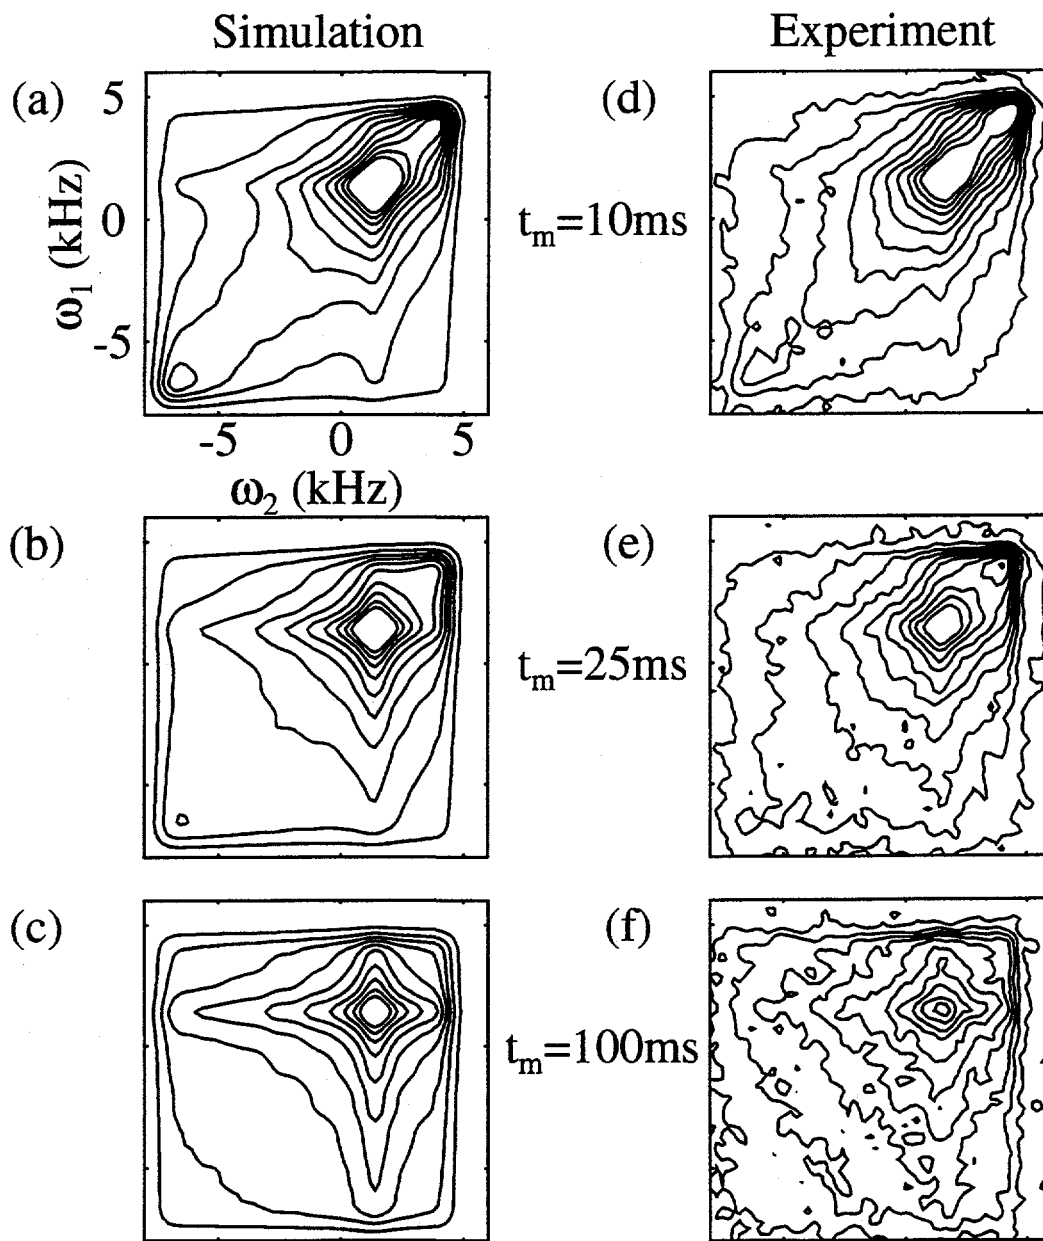 Simulation
Experiment
(a)
5
0
-5
ω₁ (kHz)
-5 0 5
ω₂ (kHz)
(d)
tₘ=10ms
(b)
(e)
tₘ=25ms
(c)
(f)
tₘ=100ms